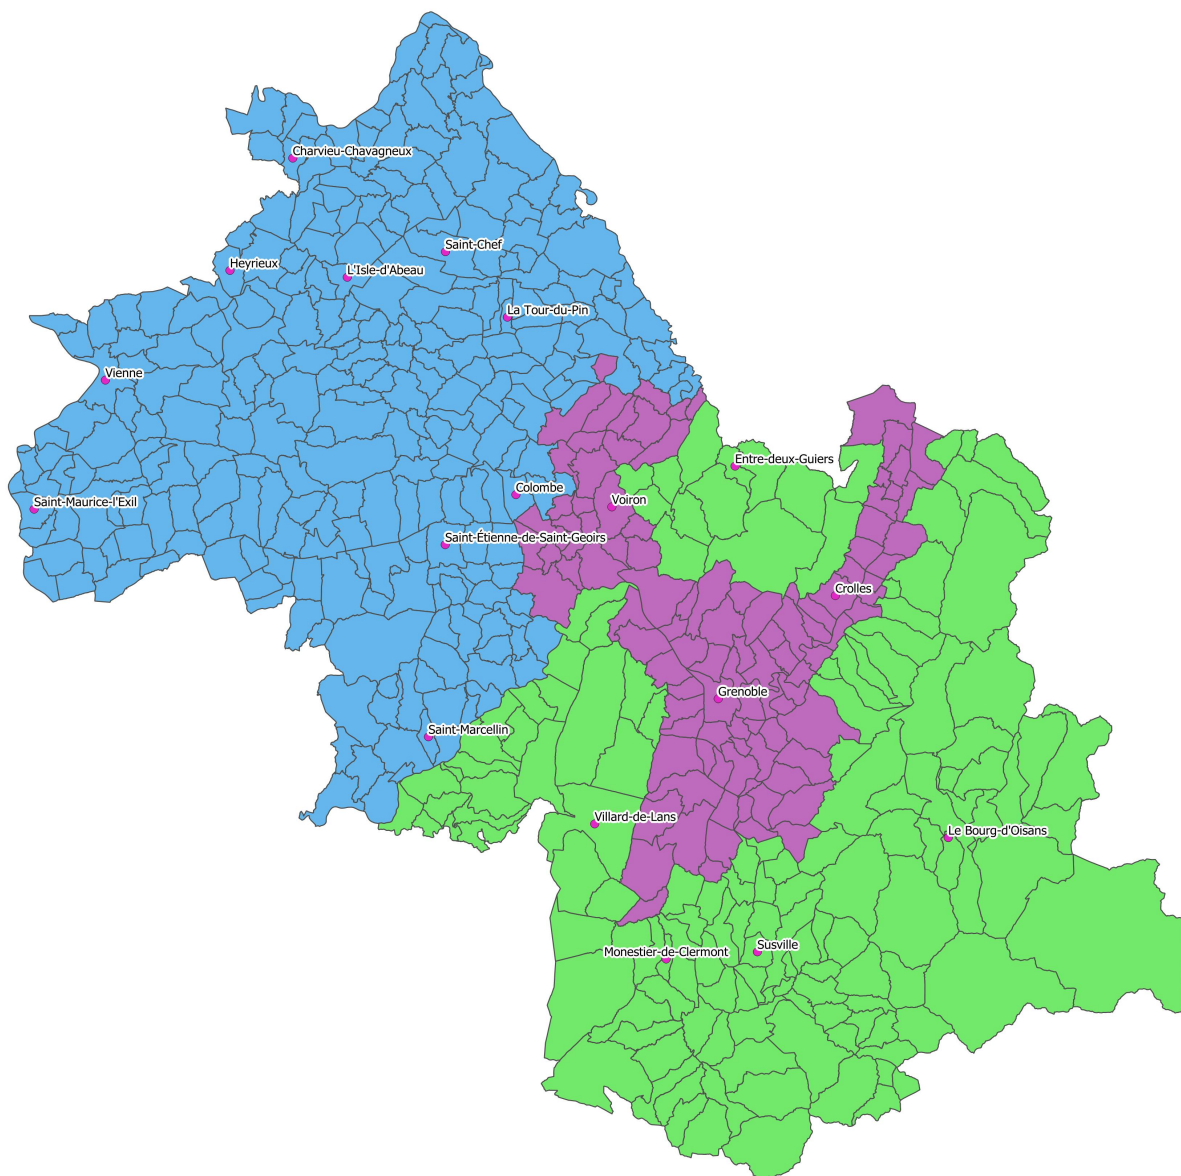 Charvieu-Chavagneux
Saint-Chef
Heyrieux
L'Isle-d'Abeau
La Tour-du-Pin
Vienne
Entre-deux-Guiers
Colombe
Saint-Maurice-l'Exil
Voiron
Saint-Étienne-de-Saint-Geoirs
Crolles
Grenoble
Saint-Marcellin
Villard-de-Lans
Le Bourg-d'Oisans
Susville
Monestier-de-Clermont